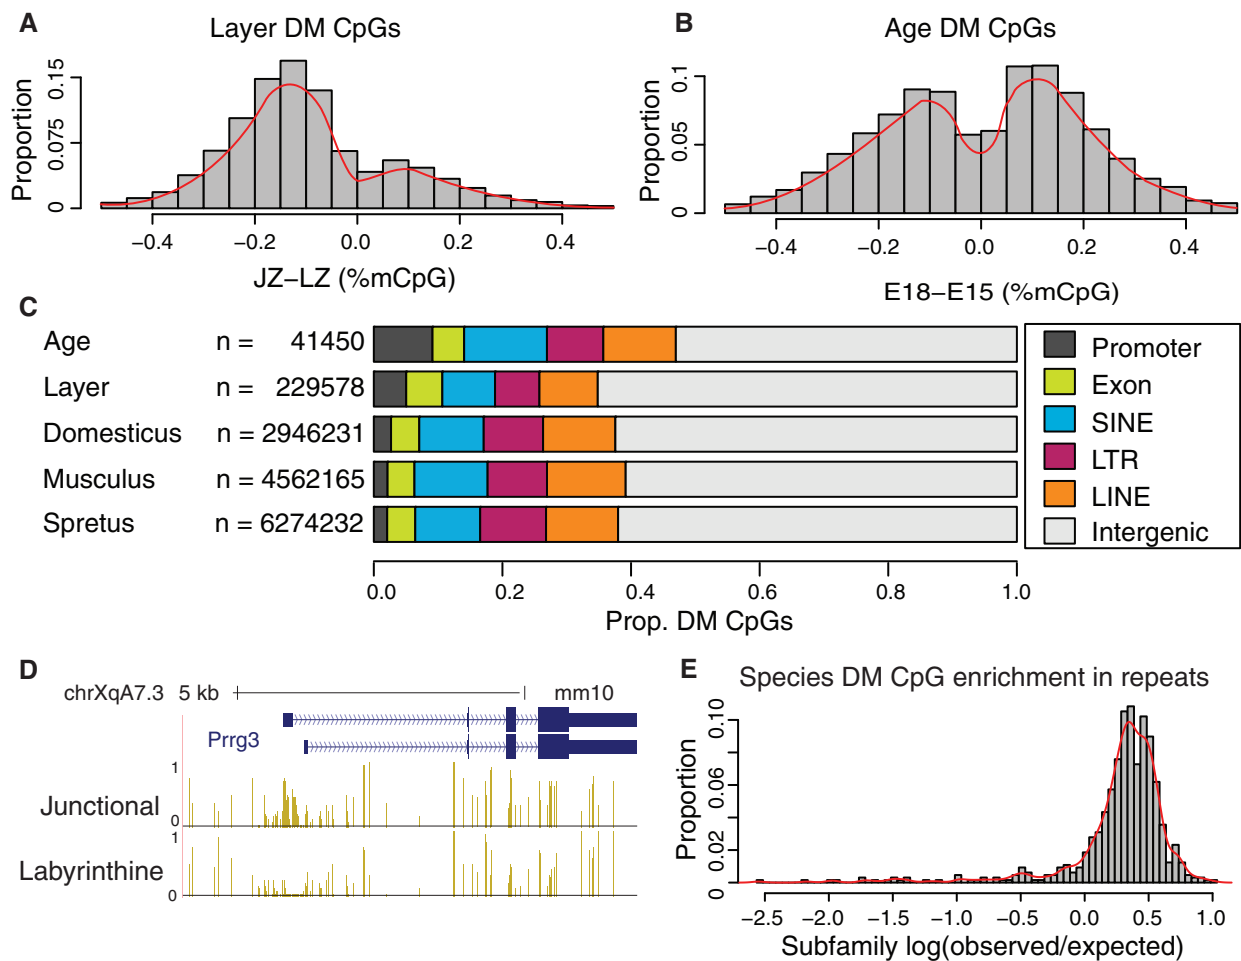 A
Layer DM CpGs
Proportion
0.15
0.075
0
−0.4 −0.2 0.0 0.2 0.4
JZ−LZ (%mCpG)
B
Age DM CpGs
Proportion
0.1
0.05
0
−0.4 −0.2 0.0 0.2 0.4
E18−E15 (%mCpG)
C
Age n = 41450
Layer n = 229578
Domesticus n = 2946231
Musculus n = 4562165
Spretus n = 6274232
0.0 0.2 0.4 0.6 0.8 1.0
Prop. DM CpGs
Promoter
Exon
SINE
LTR
LINE
Intergenic
D
chrXqA7.3 5 kb mm10
Prrg3
1
Junctional
0
1
Labyrinthine
0
E
Species DM CpG enrichment in repeats
Proportion
0.10
0.06
0.02
0
−2.5 −2.0 −1.5 −1.0 −0.5 0.0 0.5 1.0
Subfamily log(observed/expected)